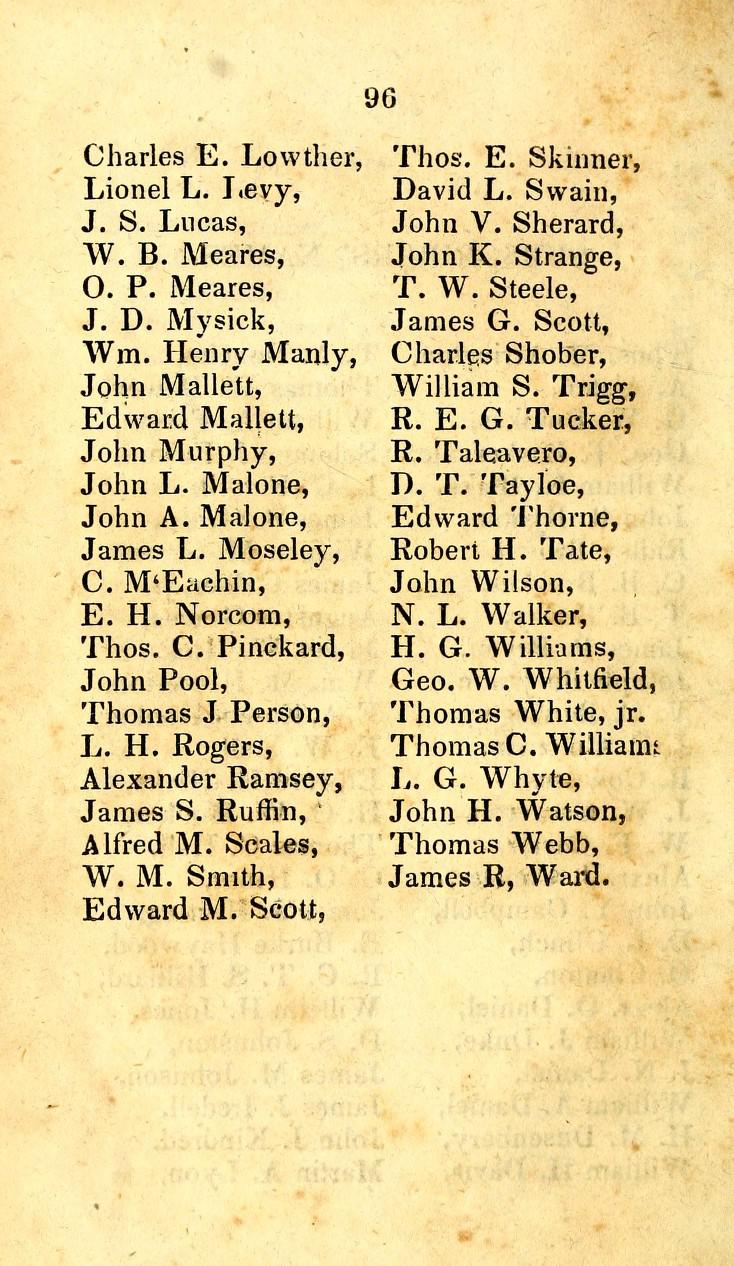 96
Charles E. Lowther,
Lionel L. Levy,
J. S. Lucas,
W. B. Meares,
O. P. Meares,
J. D. Mysick,
Wm. Henry Manly,
John Mallett,
Edward Mallett,
John Murphy,
John L. Malone,
John A. Malone,
James L. Moseley,
C. M‘Eachin,
E. H. Norcom,
Thos. C. Pinckard,
John Pool,
Thomas J Person,
L. H. Rogers,
Alexander Ramsey,
James S. Ruffin,
Alfred M. Scales,
W. M. Smith,
Edward M. Scott,
Thos. E. Skinner,
David L. Swain,
John V. Sherard,
John K. Strange,
T. W. Steele,
James G. Scott,
Charles Shober,
William S. Trigg,
R. E. G. Tucker,
R. Taleavero,
D. T. Tayloe,
Edward Thorne,
Robert H. Tate,
John Wilson,
N. L. Walker,
H. G. Williams,
Geo. W. Whitfield,
Thomas White, jr.
Thomas C. Williams
L. G. Whyte,
John H. Watson,
Thomas Webb,
James R, Ward.